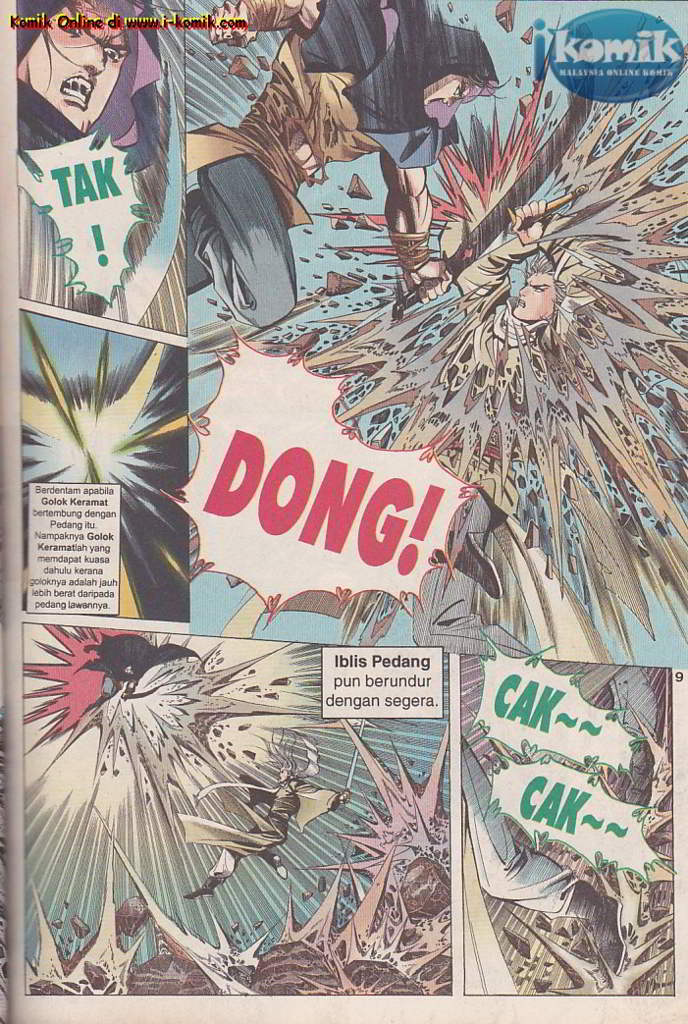 Komik Online di www.i-komik.com
ikomik
MALAYSIA ONLINE KOMIK
TAK
!
DONG!
Berdentam apabila
Golok Keramat
bertembung dengan
Pedang itu.
Nampaknya Golok
Keramatlah yang
memdapat kuasa
dahulu kerana
goloknya adalah jauh
lebih berat daripada
pedang lawannya.
Iblis Pedang
pun berundur
dengan segera.
9
CAK~~
CAK~~